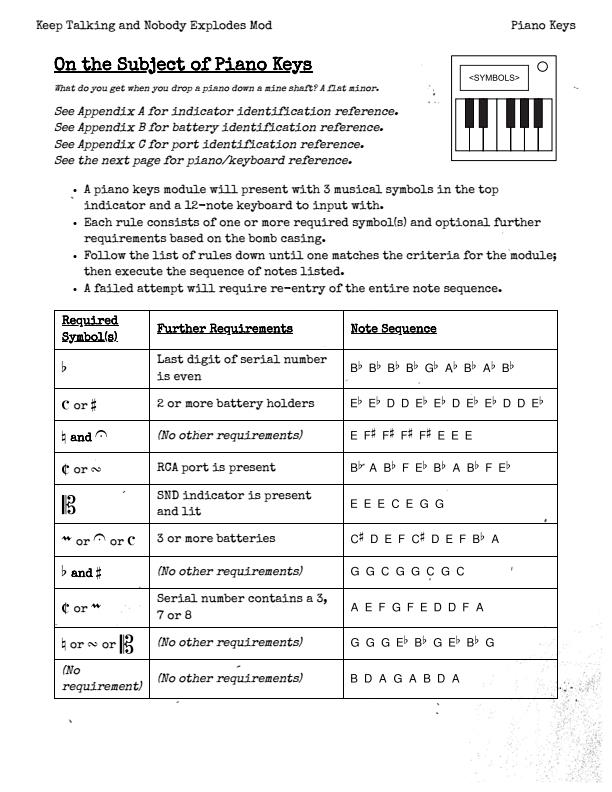 Keep Talking and Nobody Explodes Mod Piano Keys
On the Subject of Piano Keys
<SYMBOLS>
What do you get when you drop a piano down a mine shaft? A flat minor.
See Appendix A for indicator identification reference.
See Appendix B for battery identification reference.
See Appendix C for port identification reference.
See the next page for piano/keyboard reference.
• A piano keys module will present with 3 musical symbols in the top
indicator and a 12-note keyboard to input with.
• Each rule consists of one or more required symbol(s) and optional further
requirements based on the bomb casing.
• Follow the list of rules down until one matches the criteria for the module;
then execute the sequence of notes listed.
• A failed attempt will require re-entry of the entire note sequence.
Required
Symbol(s)
Further Requirements
Note Sequence
♭
Last digit of serial number
is even
B♭ B♭ B♭ B♭ G♭ A♭ B♭ A♭ B♭
𝄴 or ♯
2 or more battery holders
E♭ E♭ D D E♭ E♭ D E♭ E♭ D D E♭
♮ and 𝄐
(No other requirements)
E F♯ F♯ F♯ F♯ E E E
𝄵 or 𝆗
RCA port is present
B♭ A B♭ F E♭ B♭ A B♭ F E♭
𝄡
SND indicator is present
and lit
E E E C E G G
𝆝 or 𝄐 or 𝄴
3 or more batteries
C♯ D E F C♯ D E F B♭ A
♭ and ♯
(No other requirements)
G G C G G C G C
𝄵 or 𝆝
Serial number contains a 3,
7 or 8
A E F G F E D D F A
♮ or 𝆗 or 𝄡
(No other requirements)
G G G E♭ B♭ G E♭ B♭ G
(No
requirement)
(No other requirements)
B D A G A B D A